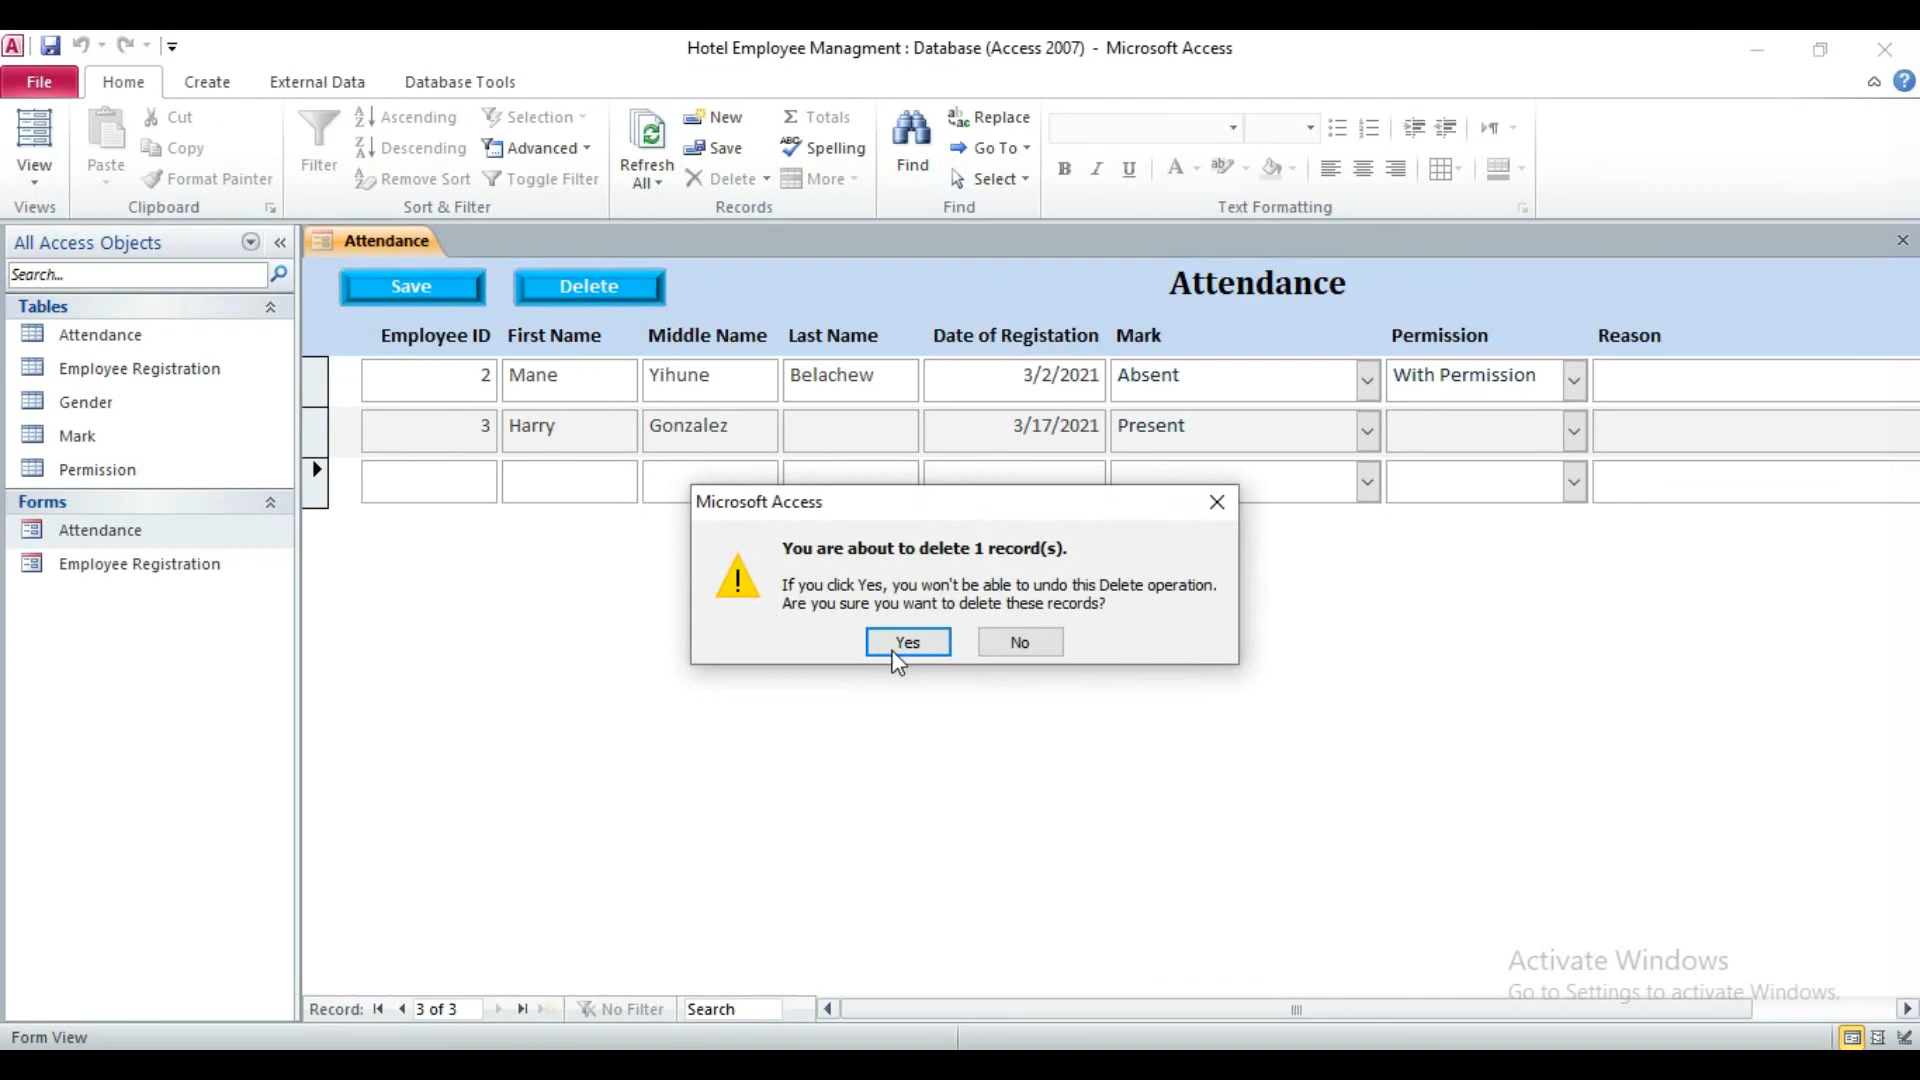 Hotel Employee Managment : Database (Access 2007) - Microsoft Access
File Home Create External Data Database Tools
View
Views
Paste
Cut
Copy
Format Painter
Clipboard
Filter
Ascending
Descending
Remove Sort
Selection
Advanced
Toggle Filter
Sort & Filter
Refresh
All
New
Save
Delete
Totals
Spelling
More
Records
Find
Replace
Go To
Select
Find
B I U A
Text Formatting
All Access Objects
Search...
Tables
Attendance
Employee Registration
Gender
Mark
Permission
Forms
Attendance
Employee Registration
Attendance
Save Delete Attendance
Employee ID First Name Middle Name Last Name Date of Registation Mark Permission Reason
2 Mane Yihune Belachew 3/2/2021 Absent With Permission
3 Harry Gonzalez 3/17/2021 Present
Microsoft Access
You are about to delete 1 record(s).
If you click Yes, you won't be able to undo this Delete operation.
Are you sure you want to delete these records?
Yes No
Activate Windows
Go to Settings to activate Windows.
Record: 3 of 3 No Filter Search
Form View